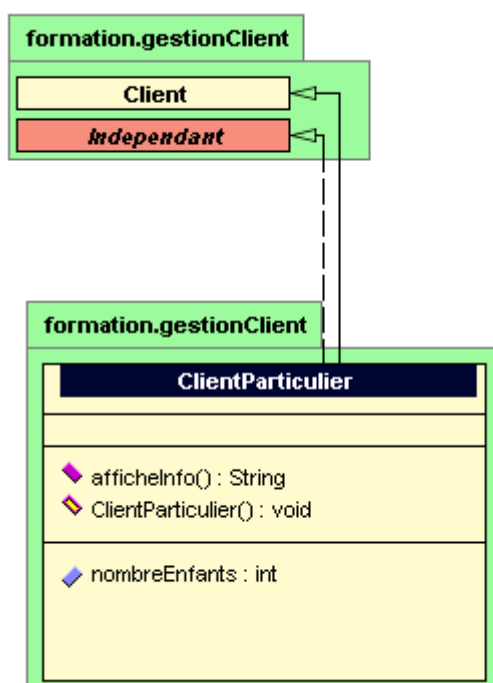 formation.gestionClient
Client
Independant
formation.gestionClient
ClientParticulier
afficheInfo() : String
ClientParticulier() : void
nombreEnfants : int